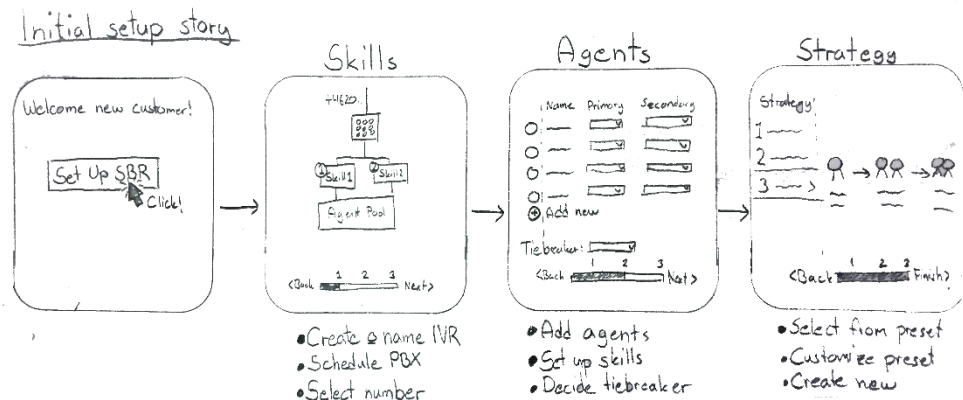 Initial setup story
Skills
Agents
Strategy
Welcome new customer!
Set Up SBR
Click!
+4620..
1
Skill1
2
Skill2
Agent Pool
1 2 3
<Back Next>
•Create & name IVR
•Schedule PBX
•Select number
Name Primary Secondary
Add new
Tiebreaker:
1 2 3
<Back Next>
•Add agents
•Set up skills
•Decide tiebreaker
Strategy
1
2
3
1 2 3
<Back Finish>
•Select from preset
•Customize preset
•Create new